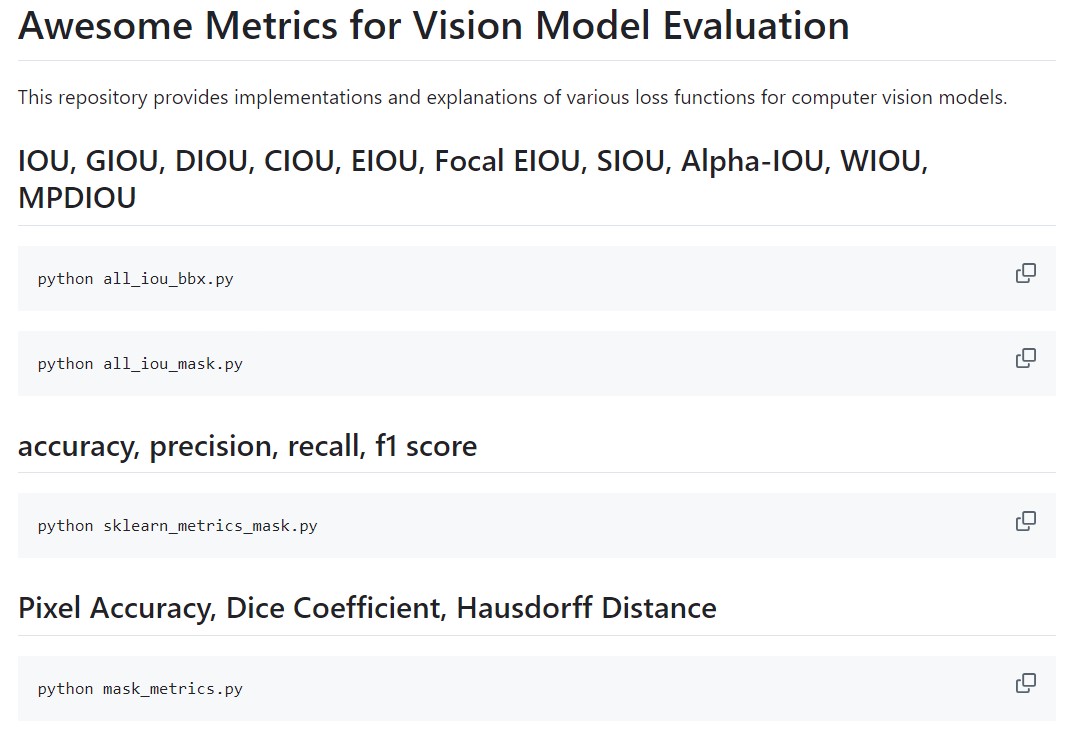 Awesome Metrics for Vision Model Evaluation
This repository provides implementations and explanations of various loss functions for computer vision models.
IOU, GIOU, DIOU, CIOU, EIOU, Focal EIOU, SIOU, Alpha-IOU, WIOU,
MPDIOU
python all_iou_bbx.py
python all_iou_mask.py
accuracy, precision, recall, f1 score
python sklearn_metrics_mask.py
Pixel Accuracy, Dice Coefficient, Hausdorff Distance
python mask_metrics.py